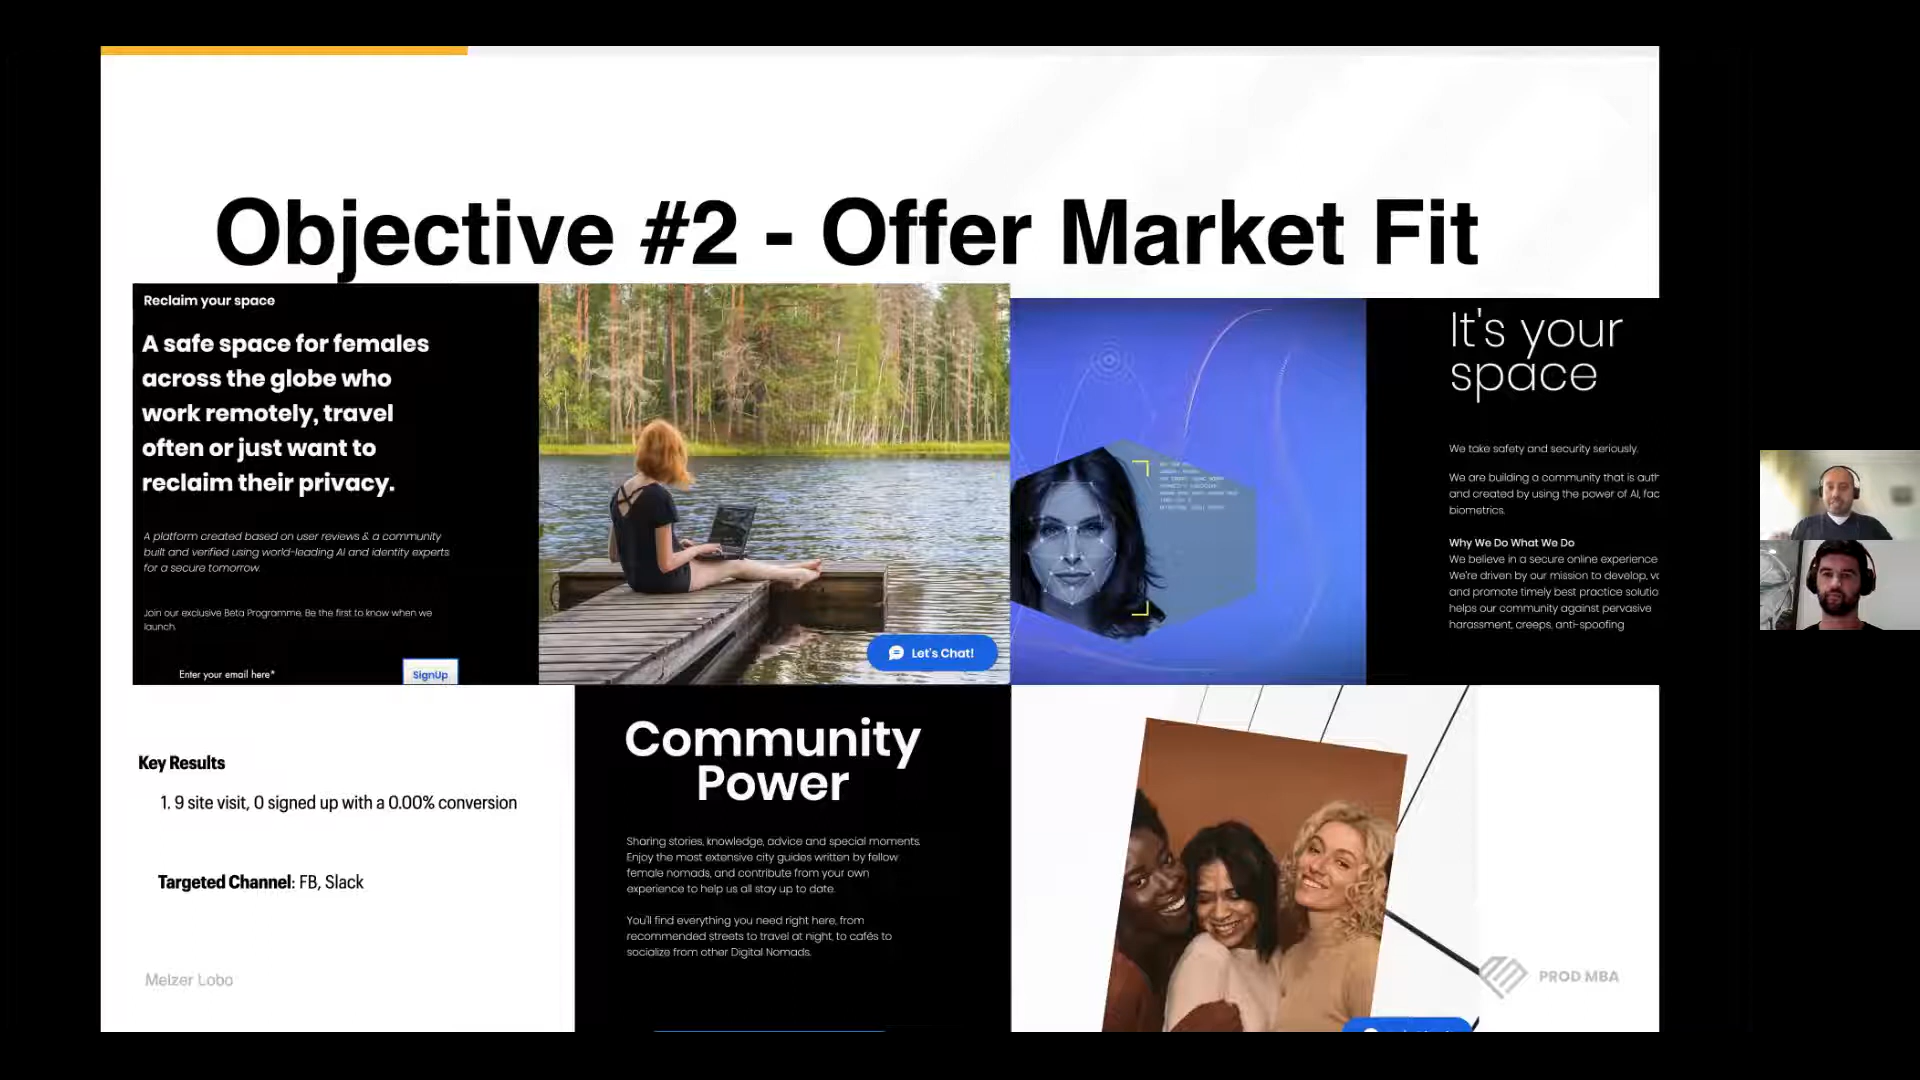 Objective #2 - Offer Market Fit
Reclaim your space
A safe space for females
across the globe who
work remotely, travel
often or just want to
reclaim their privacy.
A platform created based on user reviews & a community
built and verified using world-leading AI and identity experts
for a secure tomorrow.
Join our exclusive Beta Programme. Be the first to know when we
launch.
Enter your email here*
SignUp
Let's Chat!
It's your
space
We take safety and security seriously.
We are building a community that is auth
and created by using the power of AI, fac
biometrics.
Why We Do What We Do
We believe in a secure online experience
We're driven by our mission to develop, va
and promote timely best practice solutio
helps our community against pervasive
harassment, creeps, anti-spoofing
Key Results
1. 9 site visit, 0 signed up with a 0.00% conversion
Targeted Channel: FB, Slack
Melzer Lobo
Community
Power
Sharing stories, knowledge, advice and special moments.
Enjoy the most extensive city guides written by fellow
female nomads, and contribute from your own
experience to help us all stay up to date.
You'll find everything you need right here, from
recommended streets to travel at night, to cafés to
socialize from other Digital Nomads.
PROD MBA